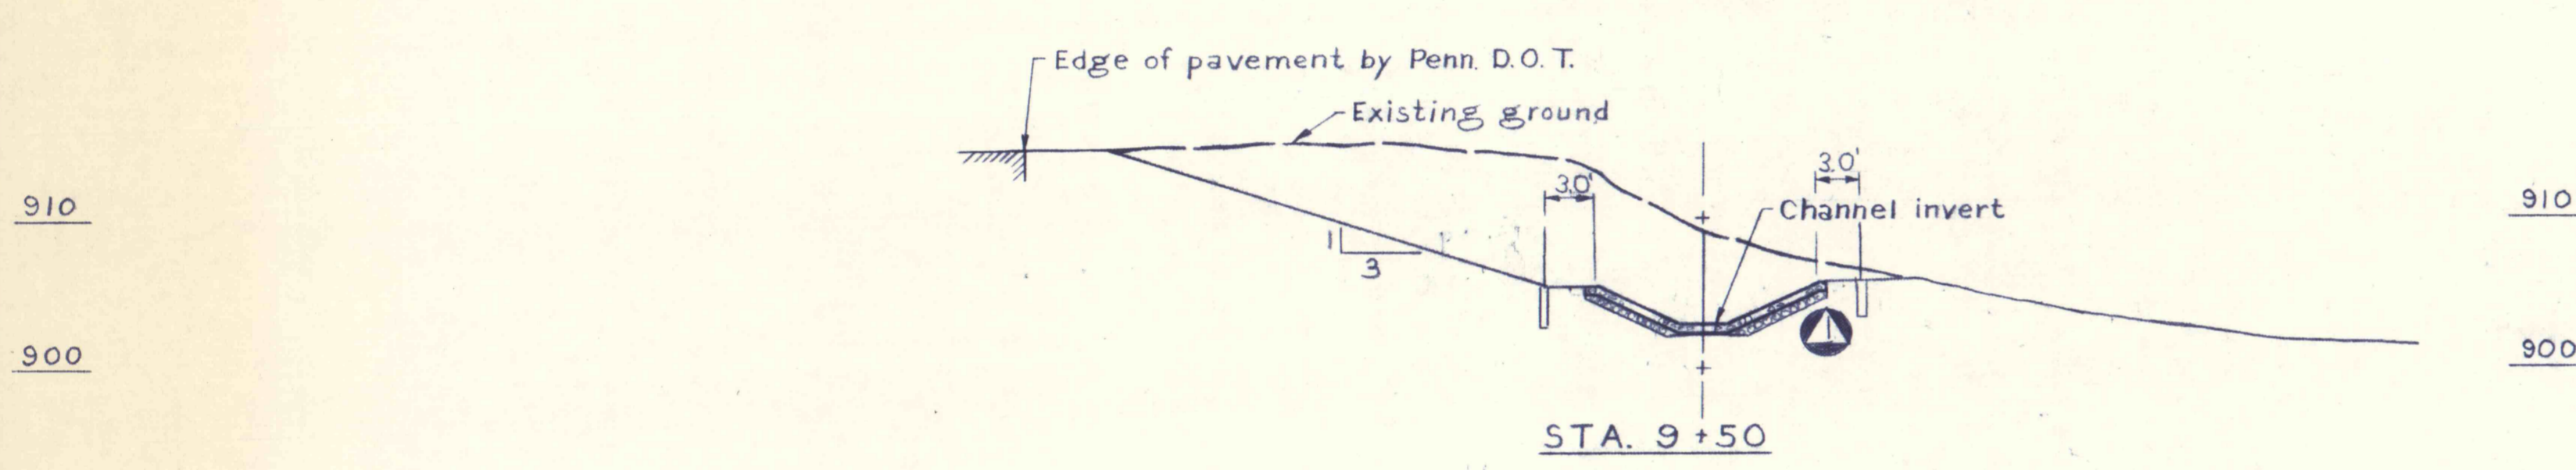 Edge of pavement by Penn. D.O.T.
Existing ground
3.0'
3.0'
910
910
Channel invert
1
3
900
900
STA. 9+50